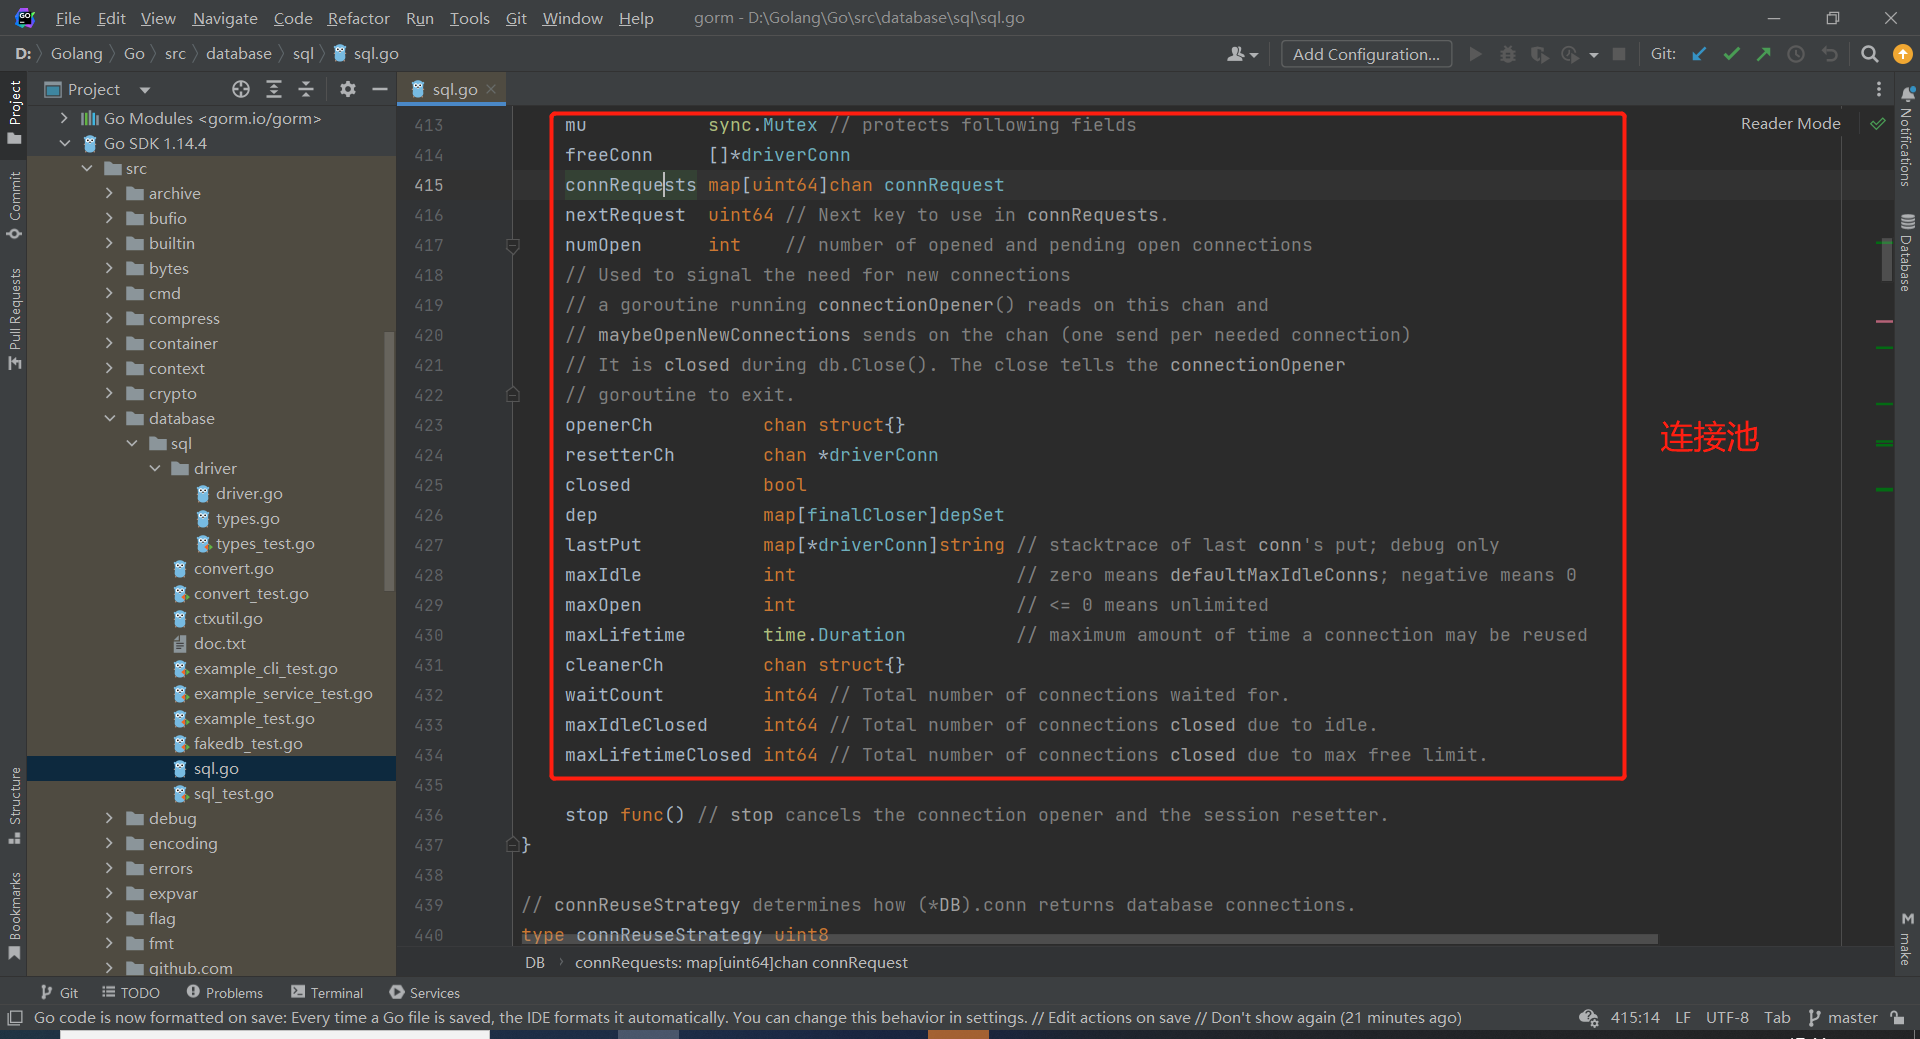 File Edit View Navigate Code Refactor Run Tools Git Window Help gorm - D:\Golang\Go\src\database\sql\sql.go
D: Golang Go src database sql sql.go Add Configuration... Git:
Project
sql.go
Reader Mode
Project
Commit
Pull Requests
Structure
Bookmarks
Go Modules <gorm.io/gorm>
Go SDK 1.14.4
src
archive
bufio
builtin
bytes
cmd
compress
container
context
crypto
database
sql
driver
driver.go
types.go
types_test.go
convert.go
convert_test.go
ctxutil.go
doc.txt
example_cli_test.go
example_service_test.go
example_test.go
fakedb_test.go
sql.go
sql_test.go
debug
encoding
errors
expvar
flag
fmt
github.com
413 mu sync.Mutex // protects following fields
414 freeConn []*driverConn
415 connRequests map[uint64]chan connRequest
416 nextRequest uint64 // Next key to use in connRequests.
417 numOpen int // number of opened and pending open connections
418 // Used to signal the need for new connections
419 // a goroutine running connectionOpener() reads on this chan and
420 // maybeOpenNewConnections sends on the chan (one send per needed connection)
421 // It is closed during db.Close(). The close tells the connectionOpener
422 // goroutine to exit.
423 openerCh chan struct{}
424 resetterCh chan *driverConn
425 closed bool
426 dep map[finalCloser]depSet
427 lastPut map[*driverConn]string // stacktrace of last conn's put; debug only
428 maxIdle int // zero means defaultMaxIdleConns; negative means 0
429 maxOpen int // <= 0 means unlimited
430 maxLifetime time.Duration // maximum amount of time a connection may be reused
431 cleanerCh chan struct{}
432 waitCount int64 // Total number of connections waited for.
433 maxIdleClosed int64 // Total number of connections closed due to idle.
434 maxLifetimeClosed int64 // Total number of connections closed due to max free limit.
435
436 stop func() // stop cancels the connection opener and the session resetter.
437 }
438
439 // connReuseStrategy determines how (*DB).conn returns database connections.
440 type connReuseStrategy uint8
连接池
DB connRequests: map[uint64]chan connRequest
Notifications
Database
make
Git TODO Problems Terminal Services
Go code is now formatted on save: Every time a Go file is saved, the IDE formats it automatically. You can change this behavior in settings. // Edit actions on save // Don't show again (21 minutes ago) 415:14 LF UTF-8 Tab master